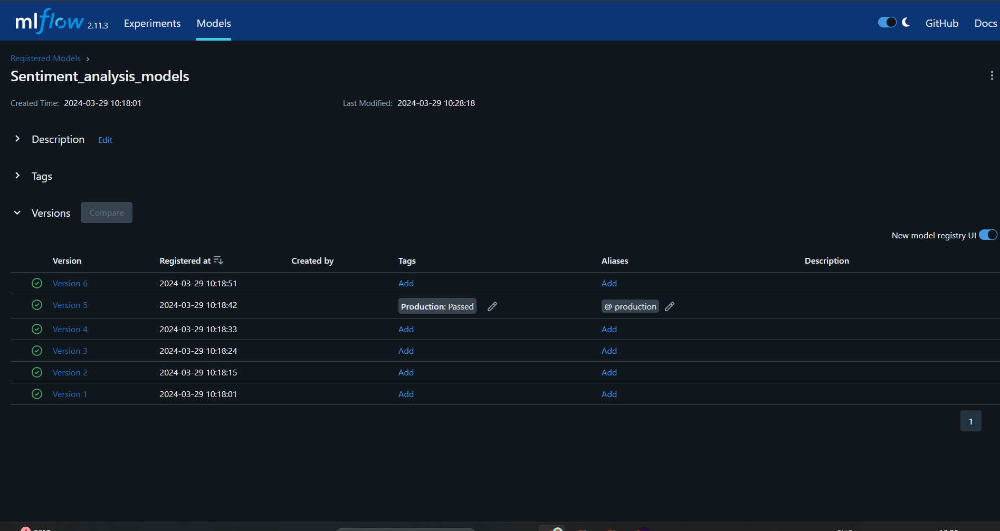 mlflow 2.11.3 Experiments Models GitHub Docs
Registered Models
Sentiment_analysis_models
Created Time: 2024-03-29 10:18:01 Last Modified: 2024-03-29 10:28:18
Description Edit
Tags
Versions Compare
New model registry UI
Version Registered at Created by Tags Aliases Description
Version 6 2024-03-29 10:18:51 Add Add
Version 5 2024-03-29 10:18:42 Production: Passed @ production
Version 4 2024-03-29 10:18:33 Add Add
Version 3 2024-03-29 10:18:24 Add Add
Version 2 2024-03-29 10:18:15 Add Add
Version 1 2024-03-29 10:18:01 Add Add
1